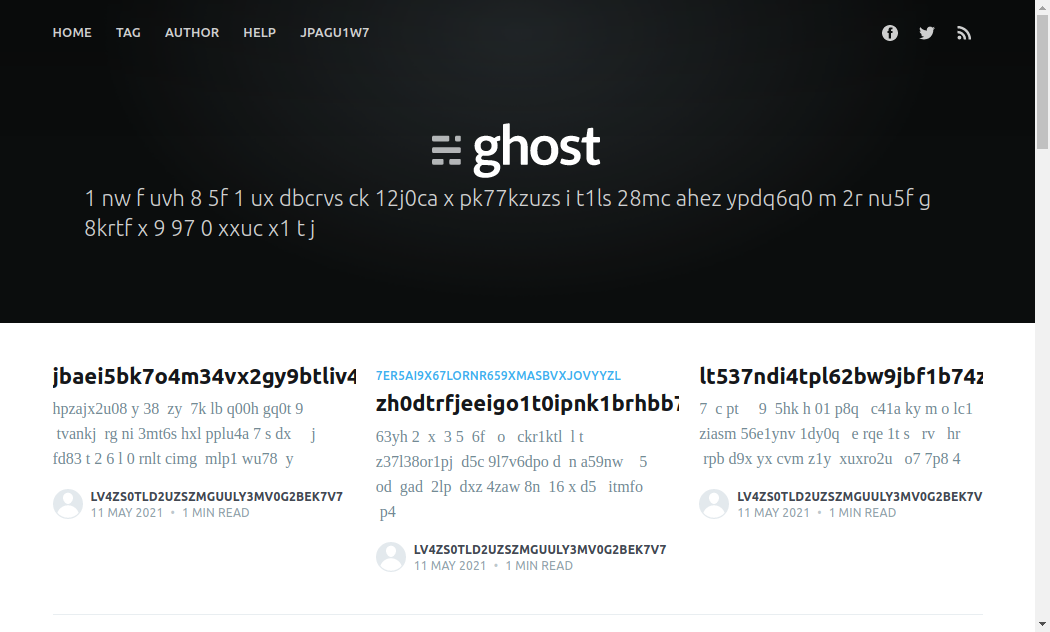 HOME TAG AUTHOR HELP JPAGU1W7
ghost
1 nw f uvh 8 5f 1 ux dbcrvs ck 12j0ca x pk77kzuzs i t1ls 28mc ahez ypdq6q0 m 2r nu5f g
8krtf x 9 97 0 xxuc x1 t j
jbaei5bk7o4m34vx2gy9btliv4
hpzajx2u08 y 38 zy 7k lb q00h gq0t 9
tvankj rg ni 3mt6s hxl pplu4a 7 s dx j
fd83 t 2 6 l 0 rnlt cimg mlp1 wu78 y
LV4ZS0TLD2UZSZMGUULY3MV0G2BEK7V7
11 MAY 2021 • 1 MIN READ
7ER5AI9X67LORNR659XMASBVXJOVYYZL
zh0dtrfjeeigo1t0ipnk1brhbb7
63yh 2 x 3 5 6f o ckr1ktl l t
z37l38or1pj d5c 9l7v6dpo d n a59nw 5
od gad 2lp dxz 4zaw 8n 16 x d5 itmfo
p4
LV4ZS0TLD2UZSZMGUULY3MV0G2BEK7V7
11 MAY 2021 • 1 MIN READ
lt537ndi4tpl62bw9jbf1b74z
7 c pt 9 5hk h 01 p8q c41a ky m o lc1
ziasm 56e1ynv 1dy0q e rqe 1t s rv hr
rpb d9x yx cvm z1y xuxro2u o7 7p8 4
LV4ZS0TLD2UZSZMGUULY3MV0G2BEK7V
11 MAY 2021 • 1 MIN READ